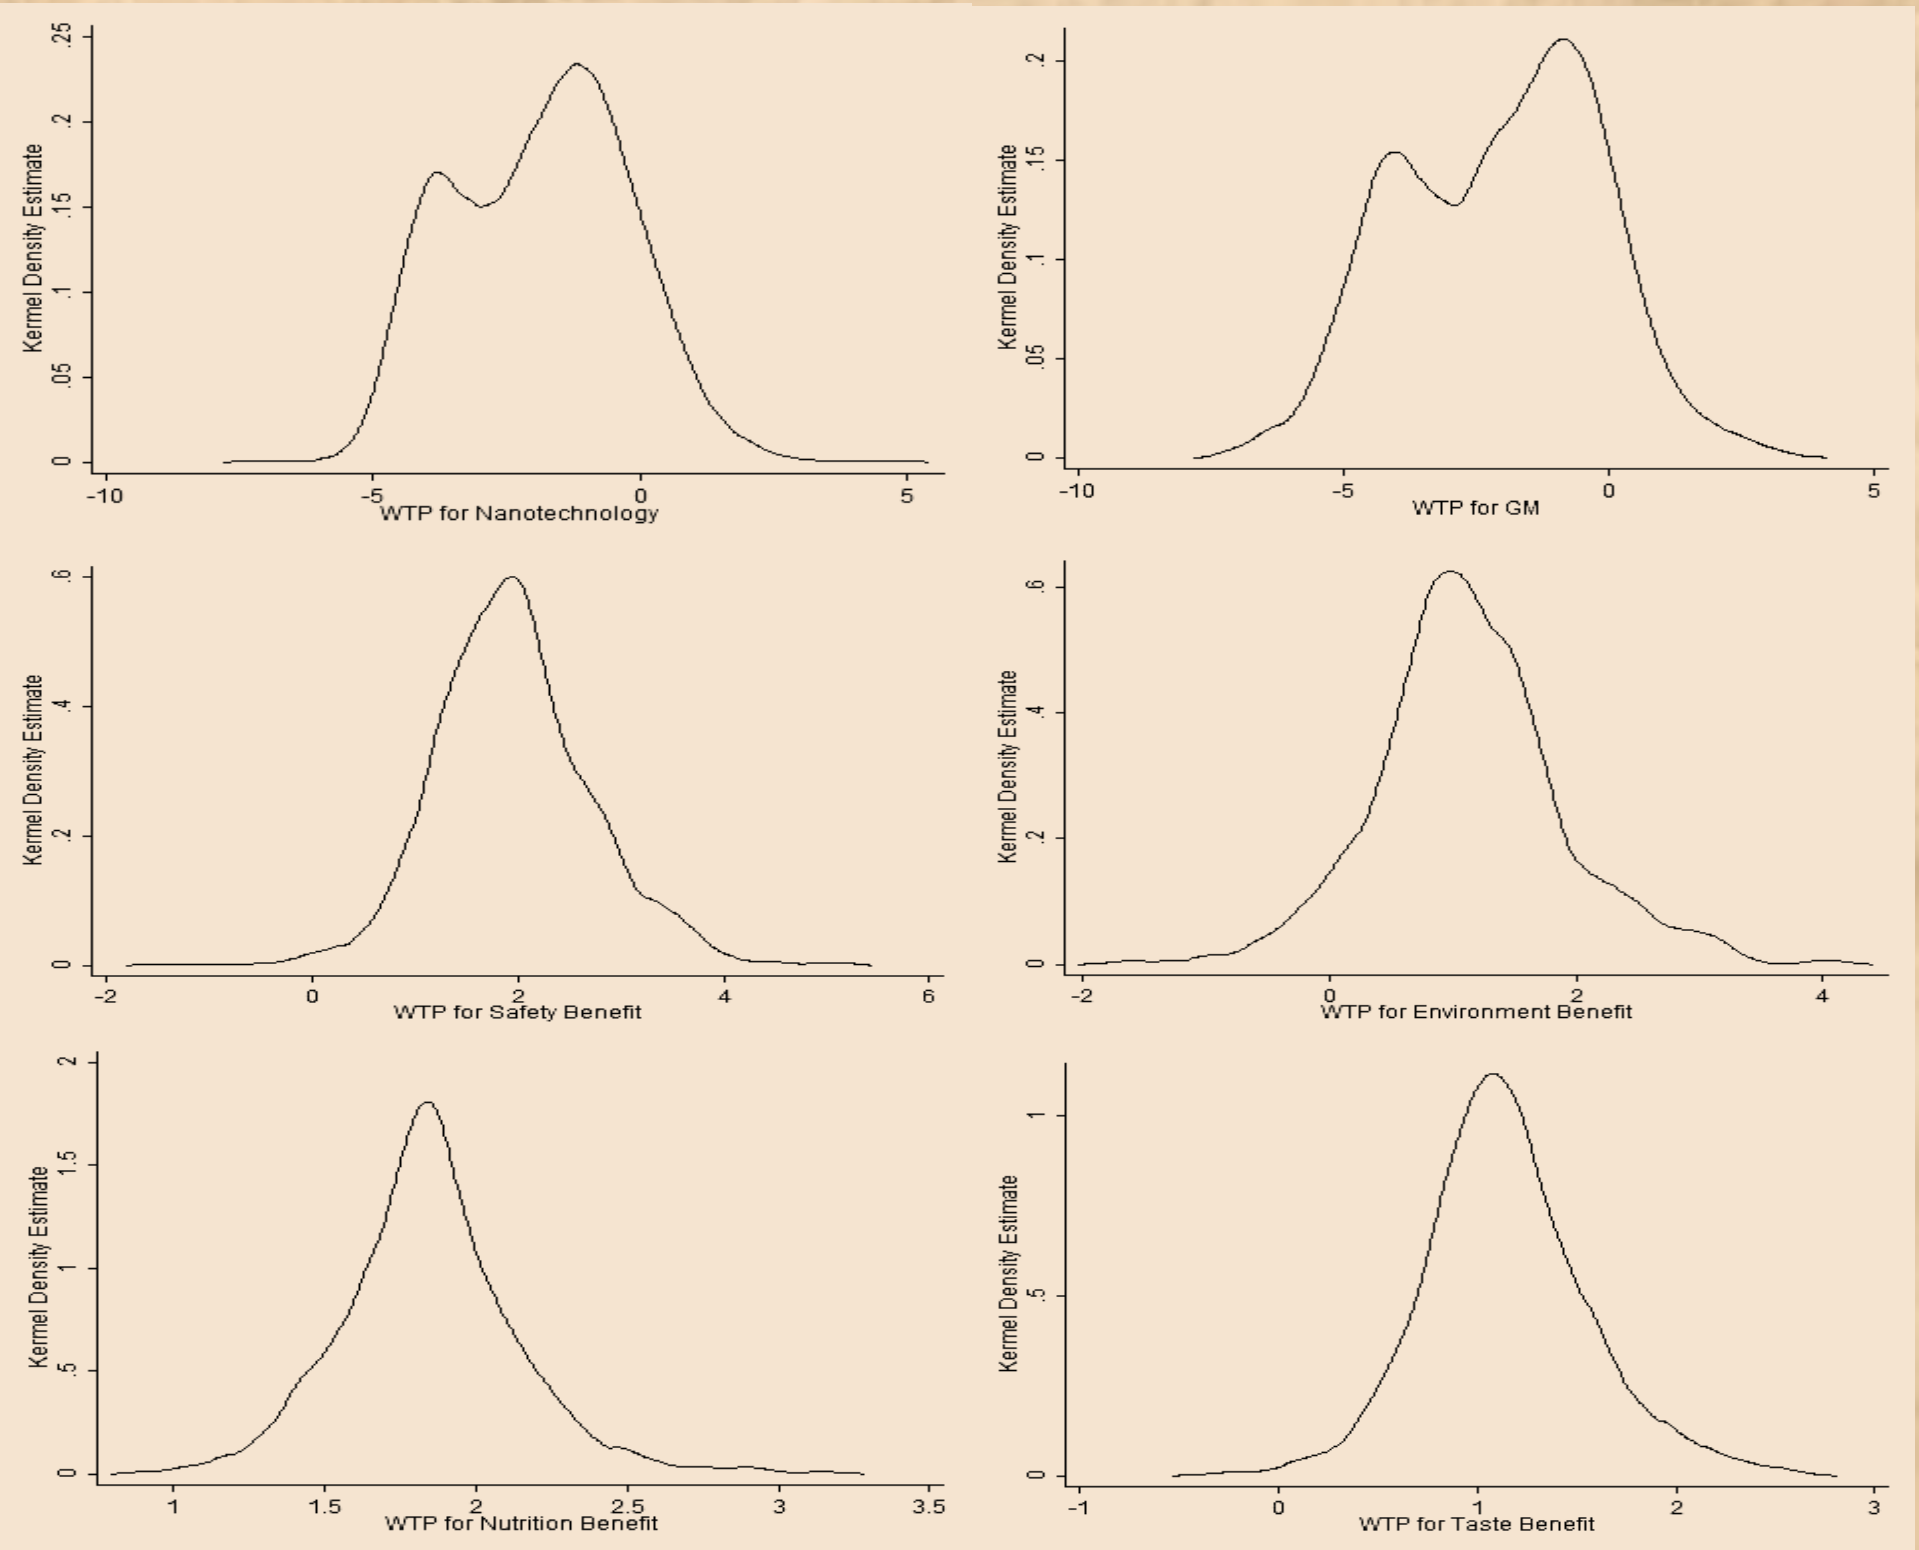 Kermel Density Estimate
.25
.2
.15
.1
.05
0
-10 -5 0 5
WTP for Nanotechnology
Kermel Density Estimate
.2
.15
.1
.05
0
-10 -5 0 5
WTP for GM
Kermel Density Estimate
.6
.4
.2
0
-2 0 2 4 6
WTP for Safety Benefit
Kermel Density Estimate
.6
.4
.2
0
-2 0 2 4
WTP for Environment Benefit
Kermel Density Estimate
2
1.5
1
.5
0
1 1.5 2 2.5 3 3.5
WTP for Nutrition Benefit
Kermel Density Estimate
1
.5
0
-1 0 1 2 3
WTP for Taste Benefit